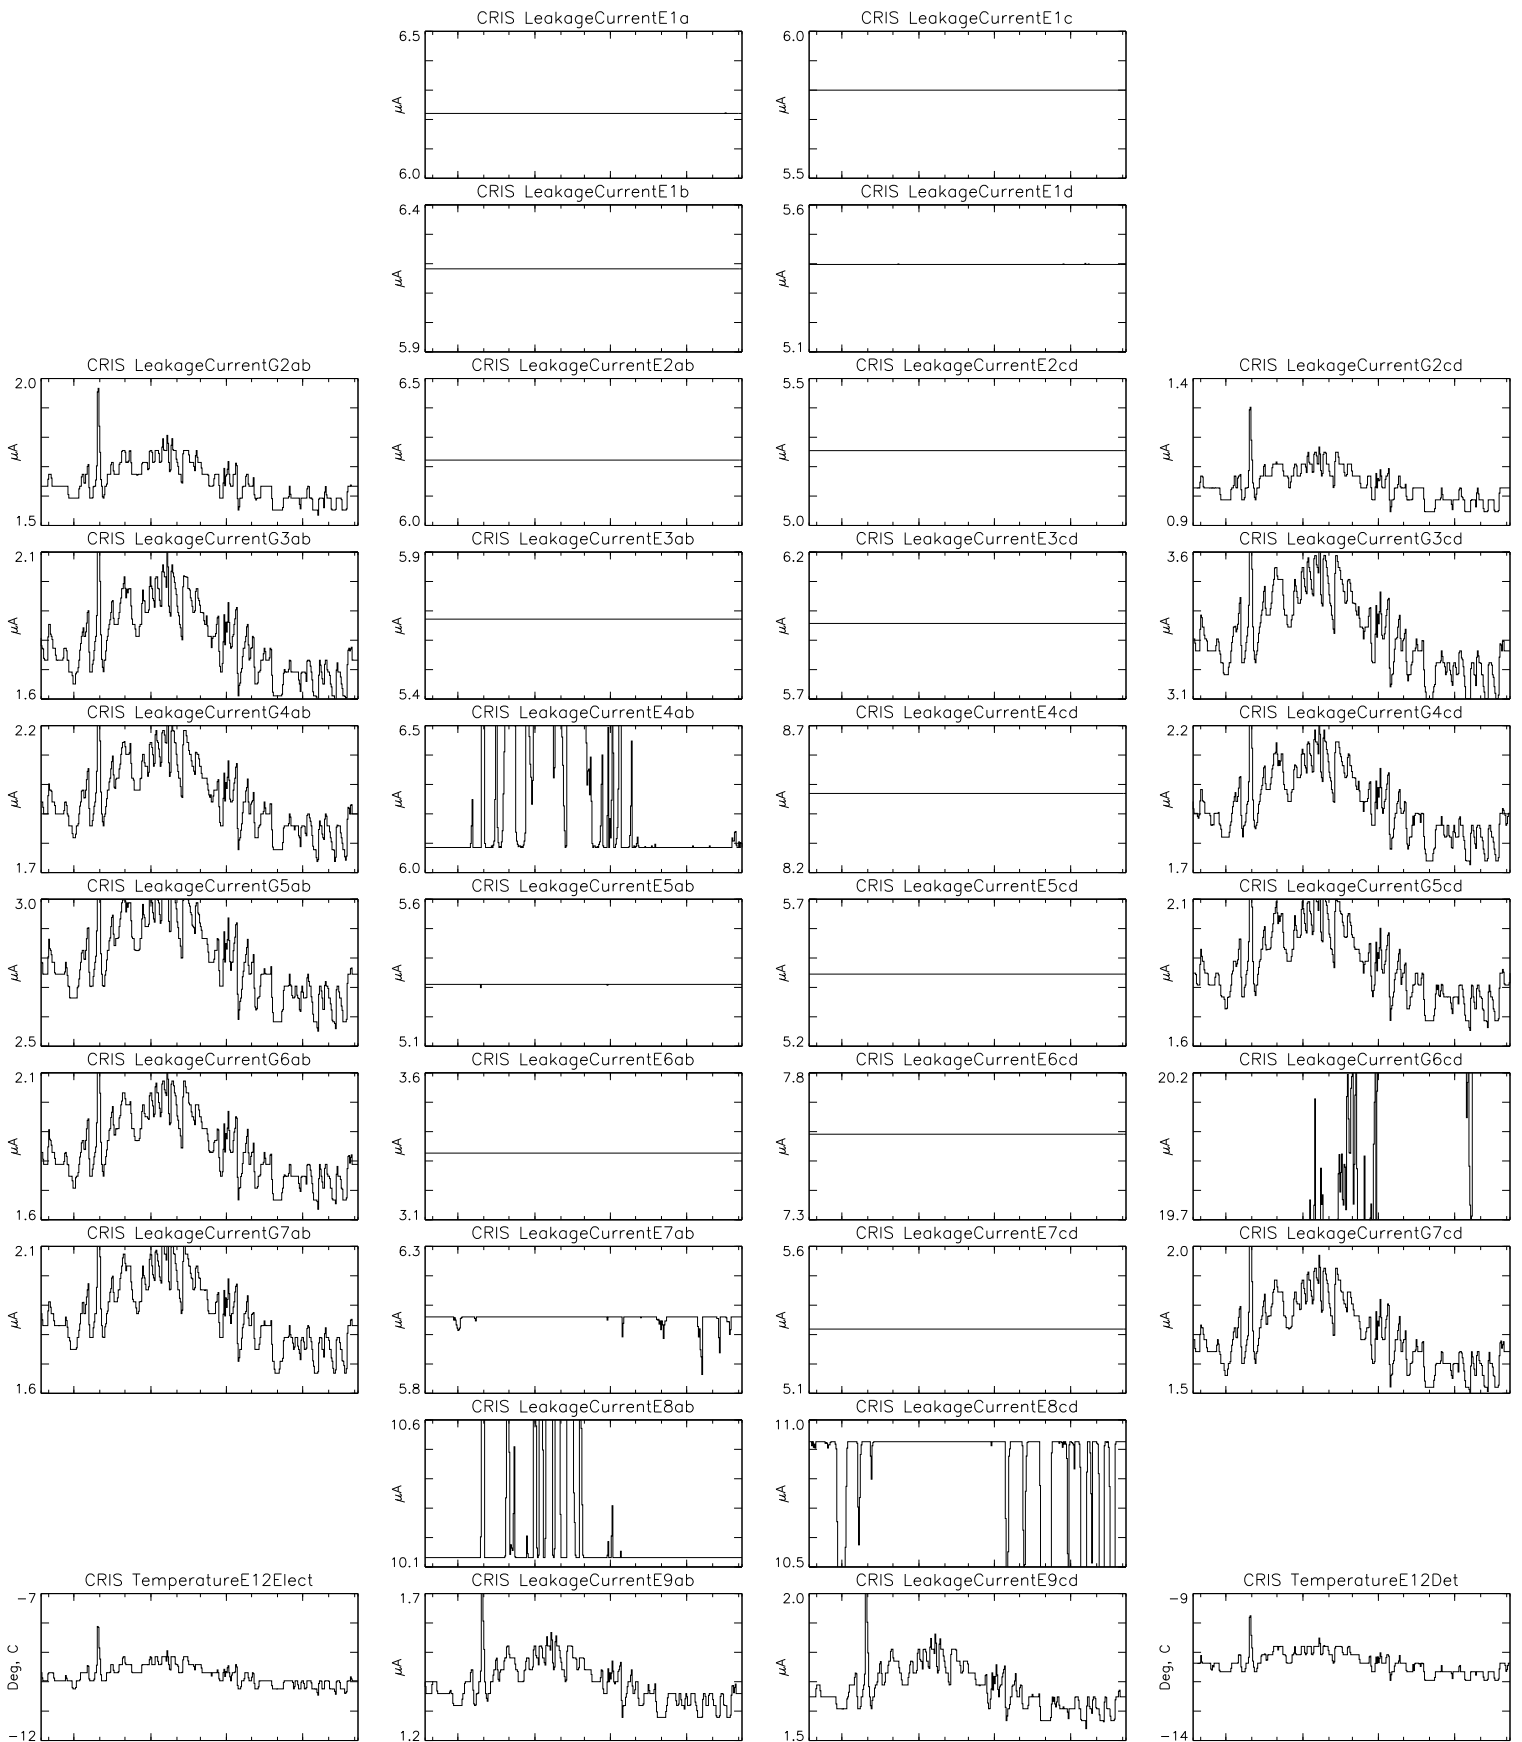 CRIS LeakageCurrentE1a
6.5
μA
6.0
CRIS LeakageCurrentE1c
6.0
μA
5.5
CRIS LeakageCurrentE1b
6.4
μA
5.9
CRIS LeakageCurrentE1d
5.6
μA
5.1
CRIS LeakageCurrentG2ab
2.0
μA
1.5
CRIS LeakageCurrentE2ab
6.5
μA
6.0
CRIS LeakageCurrentE2cd
5.5
μA
5.0
CRIS LeakageCurrentG2cd
1.4
μA
0.9
CRIS LeakageCurrentG3ab
2.1
μA
1.6
CRIS LeakageCurrentE3ab
5.9
μA
5.4
CRIS LeakageCurrentE3cd
6.2
μA
5.7
CRIS LeakageCurrentG3cd
3.6
μA
3.1
CRIS LeakageCurrentG4ab
2.2
μA
1.7
CRIS LeakageCurrentE4ab
6.5
μA
6.0
CRIS LeakageCurrentE4cd
8.7
μA
8.2
CRIS LeakageCurrentG4cd
2.2
μA
1.7
CRIS LeakageCurrentG5ab
3.0
μA
2.5
CRIS LeakageCurrentE5ab
5.6
μA
5.1
CRIS LeakageCurrentE5cd
5.7
μA
5.2
CRIS LeakageCurrentG5cd
2.1
μA
1.6
CRIS LeakageCurrentG6ab
2.1
μA
1.6
CRIS LeakageCurrentE6ab
3.6
μA
3.1
CRIS LeakageCurrentE6cd
7.8
μA
7.3
CRIS LeakageCurrentG6cd
20.2
μA
19.7
CRIS LeakageCurrentG7ab
2.1
μA
1.6
CRIS LeakageCurrentE7ab
6.3
μA
5.8
CRIS LeakageCurrentE7cd
5.6
μA
5.1
CRIS LeakageCurrentG7cd
2.0
μA
1.5
CRIS LeakageCurrentE8ab
10.6
μA
10.1
CRIS LeakageCurrentE8cd
11.0
μA
10.5
CRIS TemperatureE12Elect
-7
Deg, C
-12
CRIS LeakageCurrentE9ab
1.7
μA
1.2
CRIS LeakageCurrentE9cd
2.0
μA
1.5
CRIS TemperatureE12Det
-9
Deg, C
-14